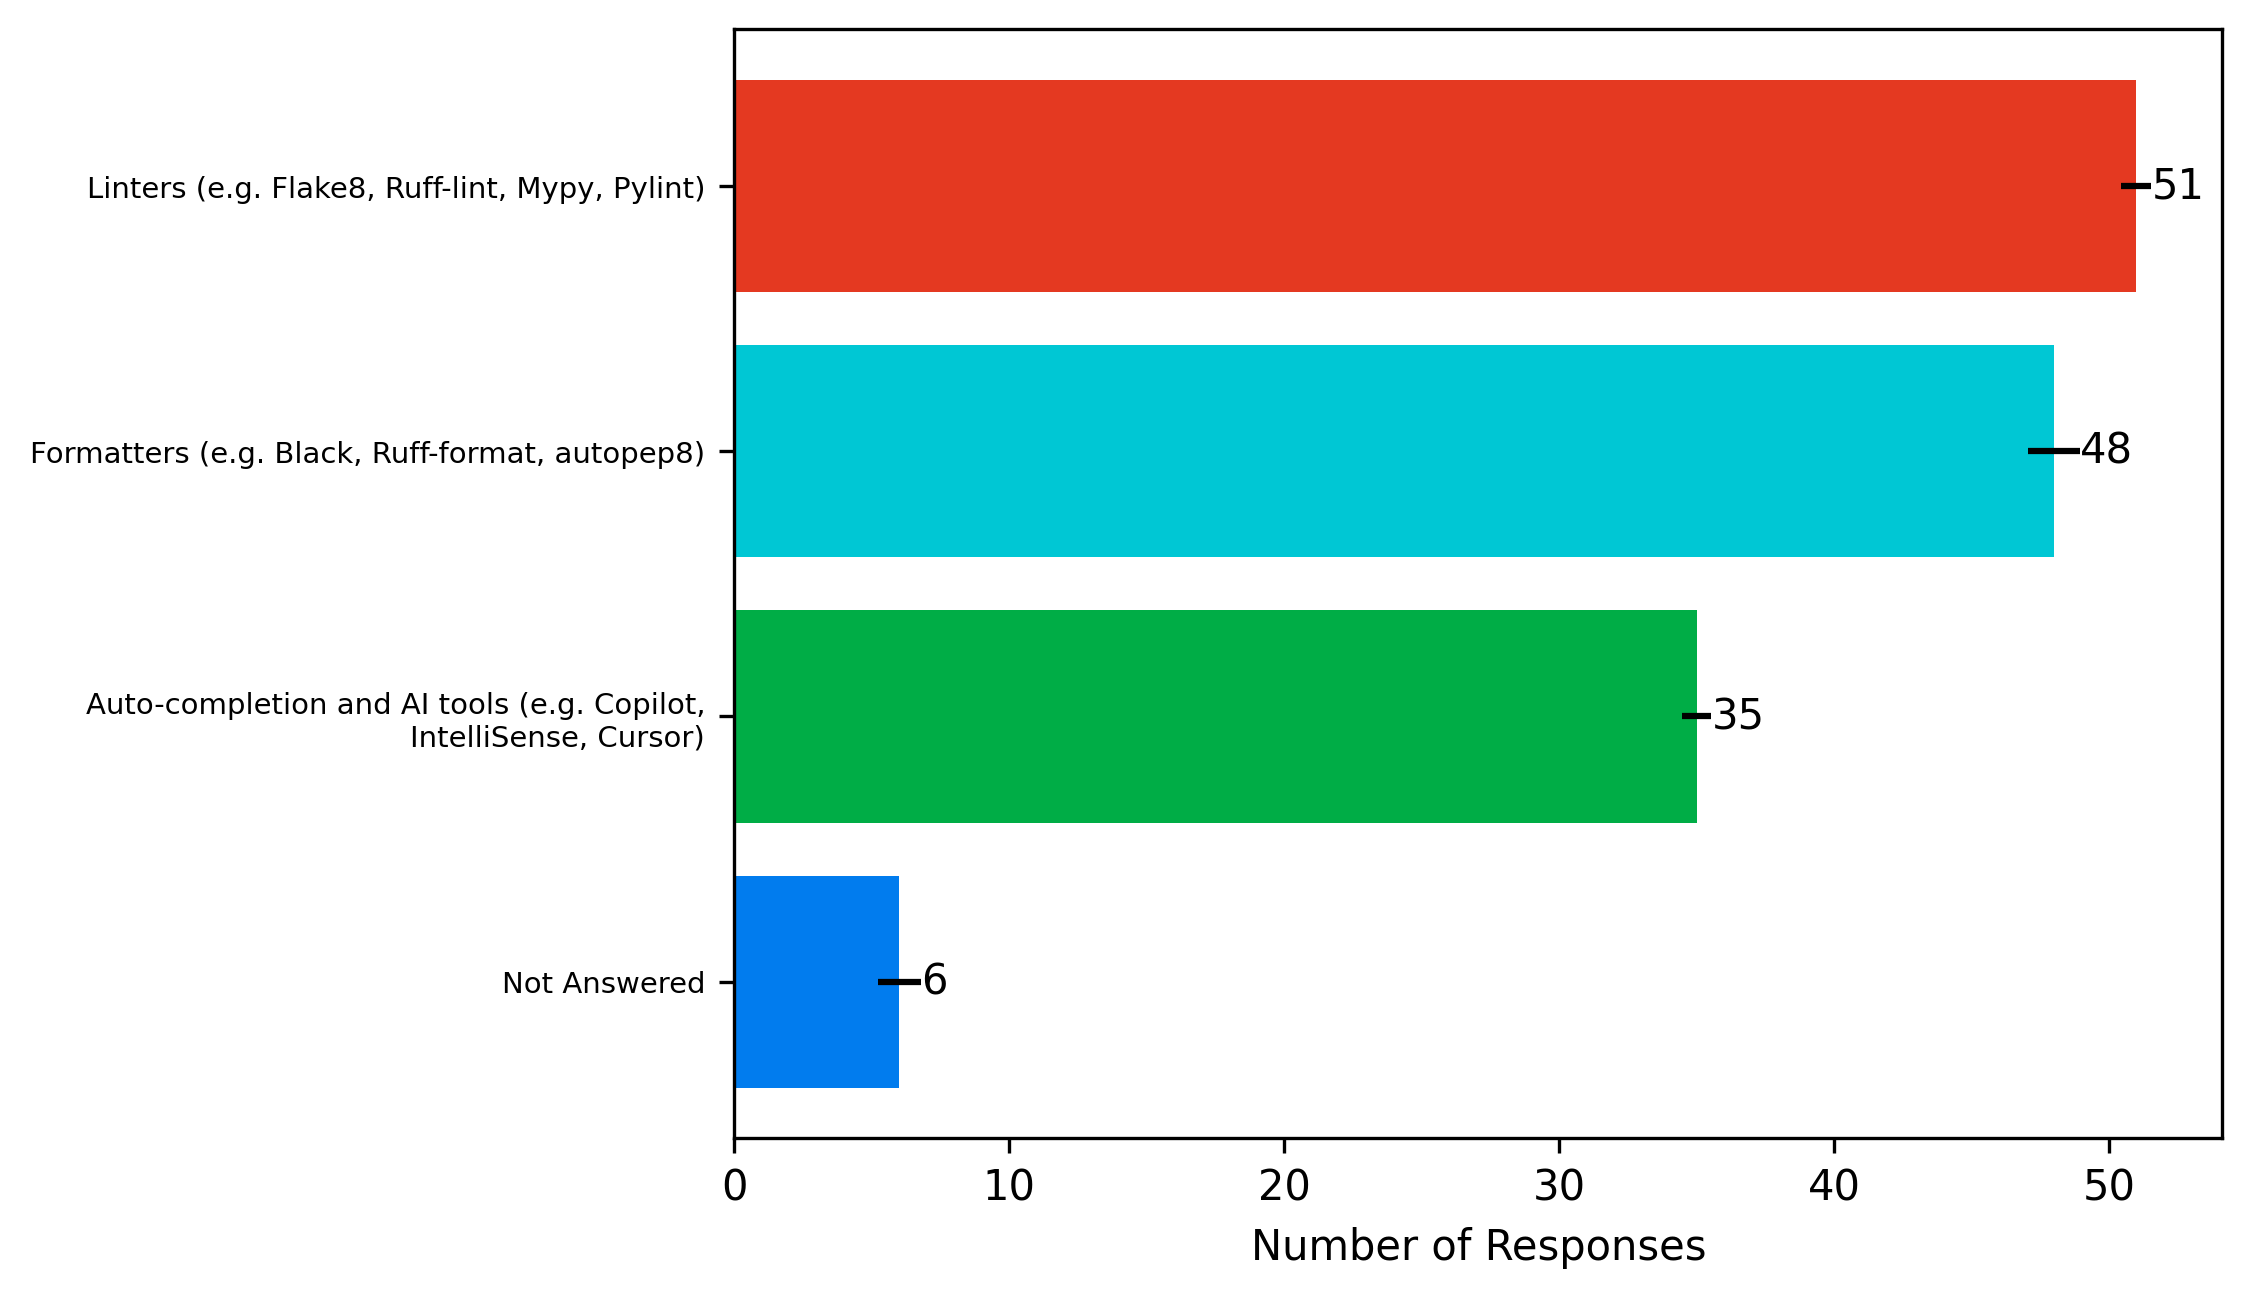 Linters (e.g. Flake8, Ruff-lint, Mypy, Pylint)
51
Formatters (e.g. Black, Ruff-format, autopep8)
48
Auto-completion and AI tools (e.g. Copilot,
IntelliSense, Cursor)
35
Not Answered
6
0 10 20 30 40 50
Number of Responses